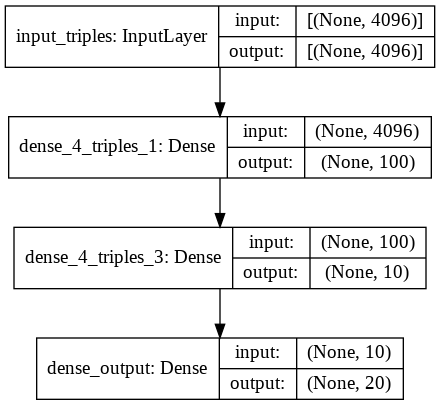 input_triples: InputLayer
input: [(None, 4096)]
output: [(None, 4096)]
dense_4_triples_1: Dense
input: (None, 4096)
output: (None, 100)
dense_4_triples_3: Dense
input: (None, 100)
output: (None, 10)
dense_output: Dense
input: (None, 10)
output: (None, 20)